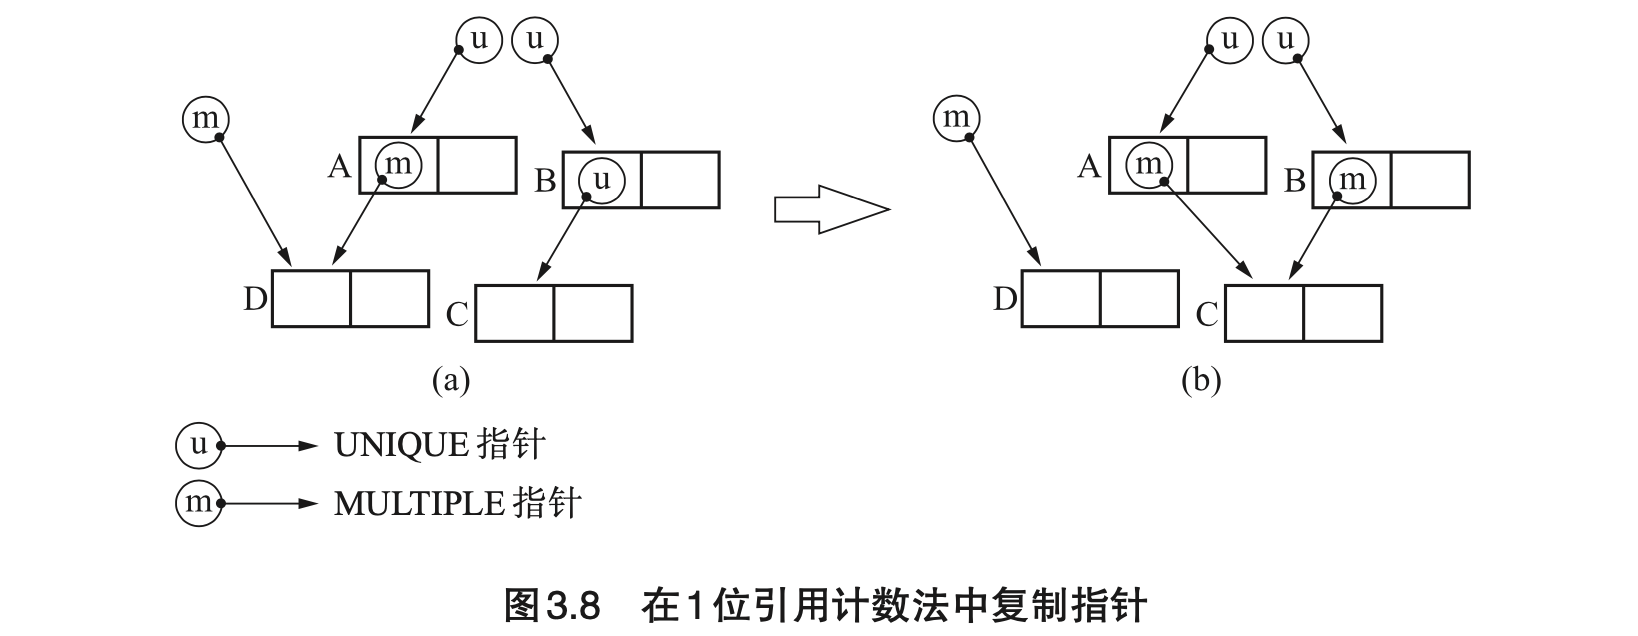 u u u u
m m
A m B u A m B m
D C D C
(a) (b)
u UNIQUE 指针
m MULTIPLE 指针
图3.8 在1位引用计数法中复制指针